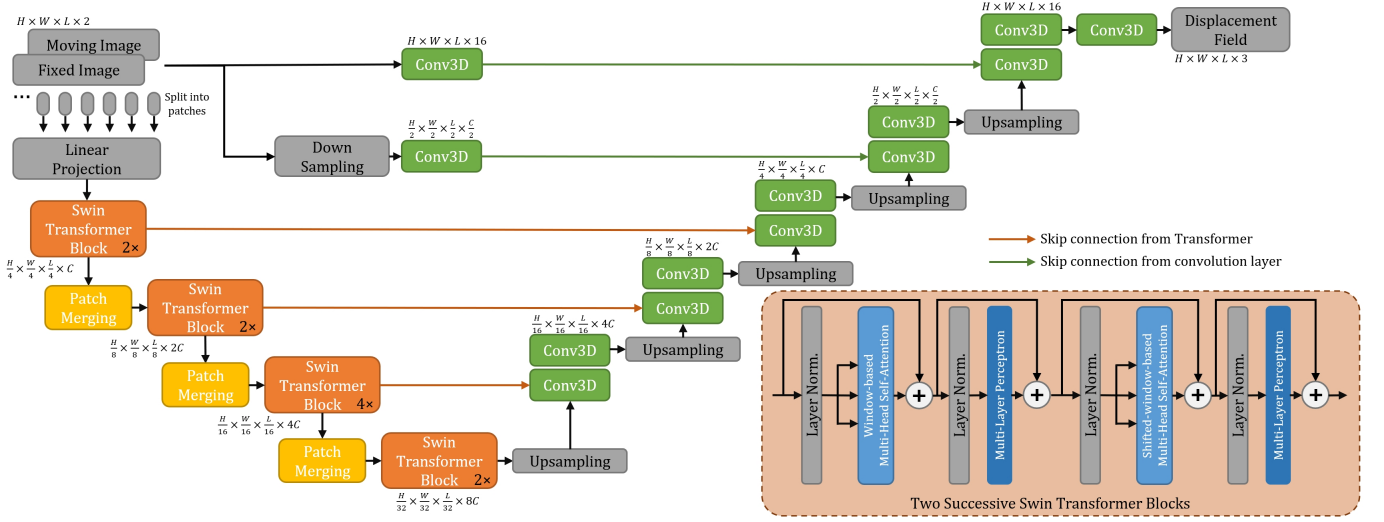 H × W × L × 2
Moving Image
Fixed Image
...
Split into
patches
Linear
Projection
Swin
Transformer
Block
2×
H/4 × W/4 × L/4 × C
Patch
Merging
Swin
Transformer
Block
2×
H/8 × W/8 × L/8 × 2C
Patch
Merging
Swin
Transformer
Block
4×
H/16 × W/16 × L/16 × 4C
Patch
Merging
Swin
Transformer
Block
2×
H/32 × W/32 × L/32 × 8C
Upsampling
H × W × L × 16
Conv3D
Down
Sampling
H/2 × W/2 × L/2 × C/2
Conv3D
H/16 × W/16 × L/16 × 4C
Conv3D
Conv3D
Upsampling
H/8 × W/8 × L/8 × 2C
Conv3D
Conv3D
Upsampling
H/4 × W/4 × L/4 × C
Conv3D
Conv3D
Upsampling
H/2 × W/2 × L/2 × C/2
Conv3D
Conv3D
Upsampling
H × W × L × 16
Conv3D
Conv3D
Conv3D
Displacement
Field
H × W × L × 3
Skip connection from Transformer
Skip connection from convolution layer
Layer Norm.
Window-based
Multi-Head Self-Attention
+
Layer Norm.
Multi-Layer Perceptron
+
Layer Norm.
Shifted-window-based
Multi-Head Self-Attention
+
Layer Norm.
Multi-Layer Perceptron
+
Two Successive Swin Transformer Blocks